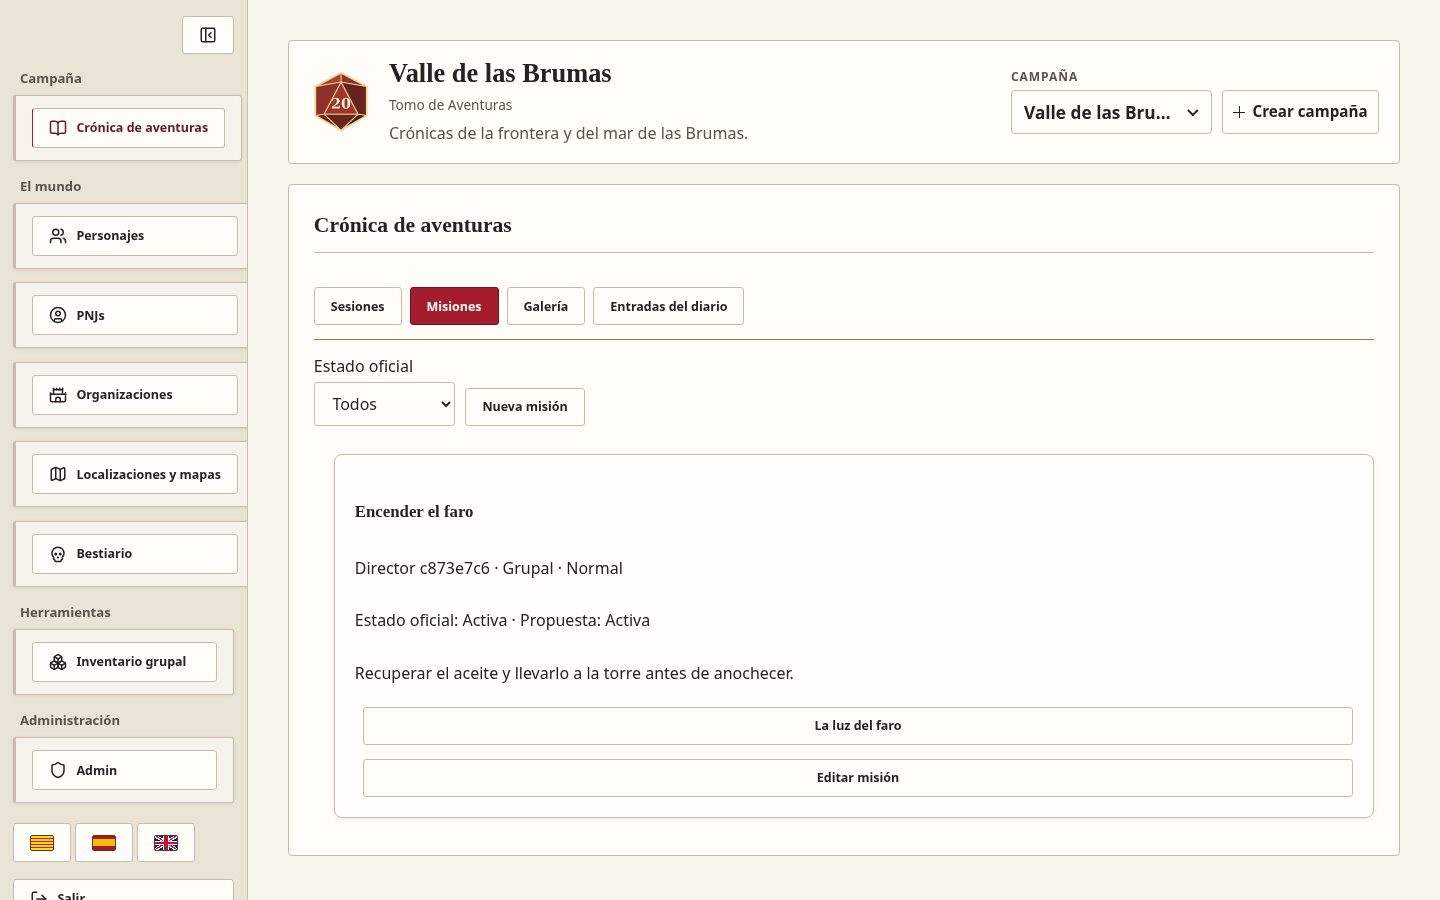 Campaña
Crónica de aventuras
El mundo
Personajes
PNJs
Organizaciones
Localizaciones y mapas
Bestiario
Herramientas
Inventario grupal
Administración
Admin
Salir
20
Valle de las Brumas
Tomo de Aventuras
Crónicas de la frontera y del mar de las Brumas.
CAMPAÑA
Valle de las Bru...
Crear campaña
Crónica de aventuras
Sesiones
Misiones
Galería
Entradas del diario
Estado oficial
Todos
Nueva misión
Encender el faro
Director c873e7c6 · Grupal · Normal
Estado oficial: Activa · Propuesta: Activa
Recuperar el aceite y llevarlo a la torre antes de anochecer.
La luz del faro
Editar misión